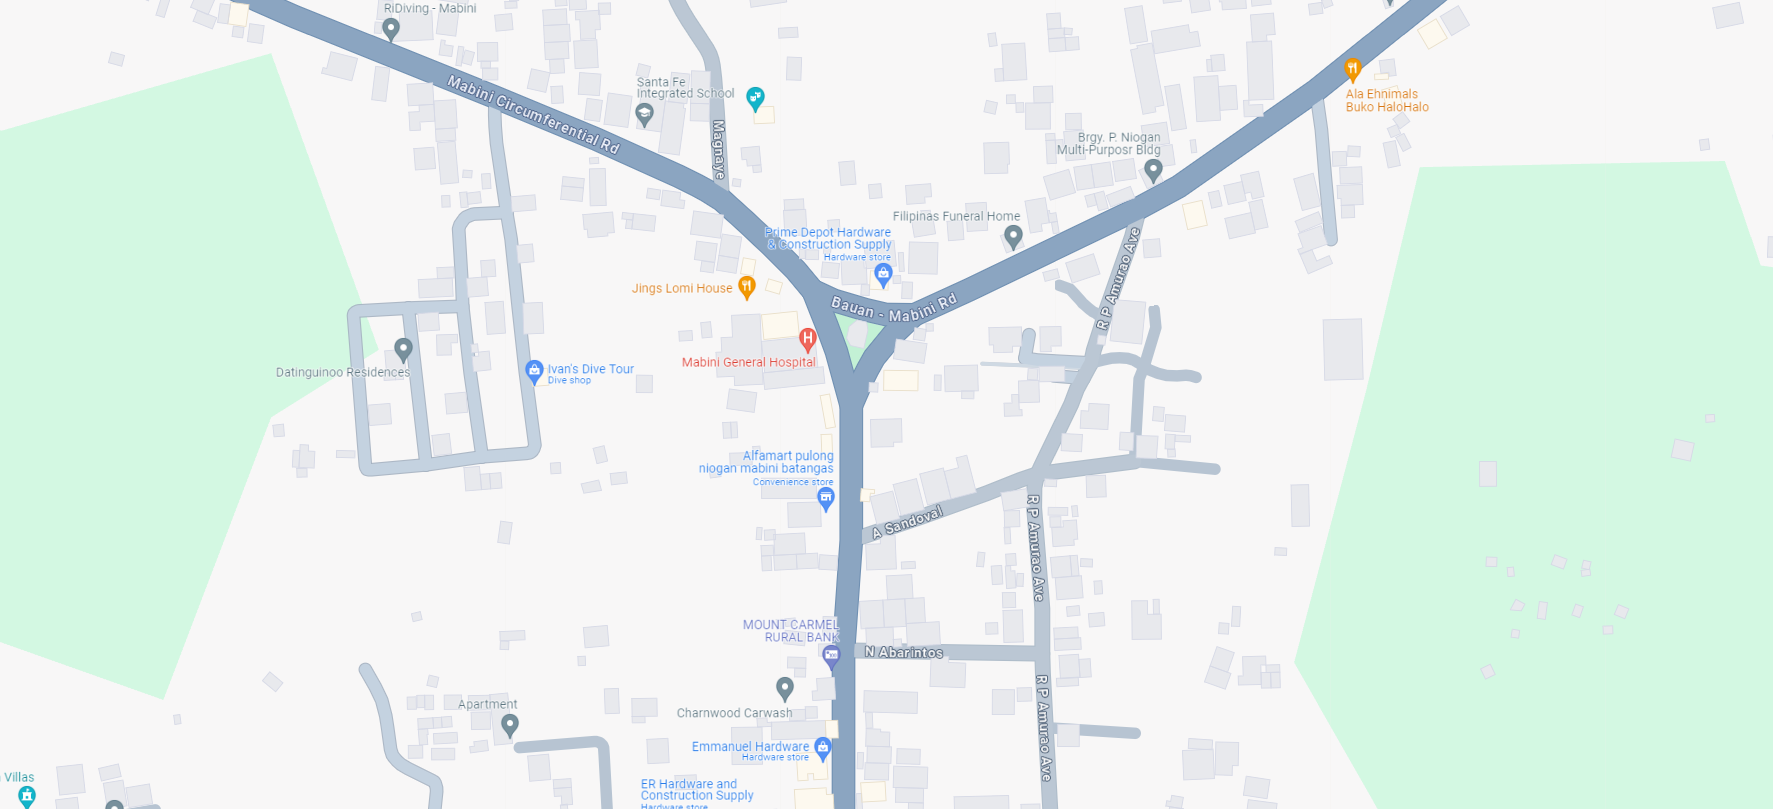 RiDiving - Mabini
Mabini Circumferential Rd
Santa Fe
Integrated School
Magnaye
Ala Ehnimals
Buko HaloHalo
Brgy. P. Niogan
Multi-Purposr Bldg
Filipinas Funeral Home
Prime Depot Hardware
& Construction Supply
Hardware store
R P Amurao Ave
Jings Lomi House
Bauan - Mabini Rd
Mabini General Hospital
Datinguinoo Residences
Ivan's Dive Tour
Dive shop
Alfamart pulong
niogan mabini batangas
Convenience store
A Sandoval
R P Amurao Ave
MOUNT CARMEL
RURAL BANK
N Abarintos
R P Amurao Ave
Apartment
Charnwood Carwash
Emmanuel Hardware
Hardware store
Villas
ER Hardware and
Construction Supply
Hardware store